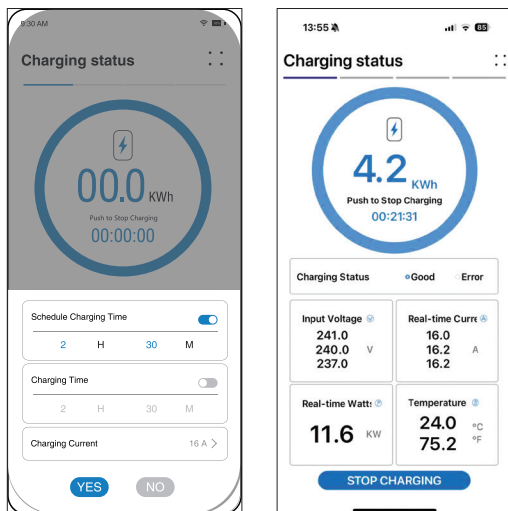 9:30 AM
Charging status
00.0 KWh
Push to Stop Charging
00:00:00
Schedule Charging Time
2 H 30 M
Charging Time
2 H 30 M
Charging Current 16 A >
YES NO
13:55 85
Charging status
4.2 KWh
Push to Stop Charging
00:21:31
Charging Status Good Error
Input Voltage V
241.0
240.0 V
237.0
Real-time Curre A
16.0
16.2 A
16.2
Real-time Watts P
11.6 KW
Temperature
24.0 °C
75.2 °F
STOP CHARGING